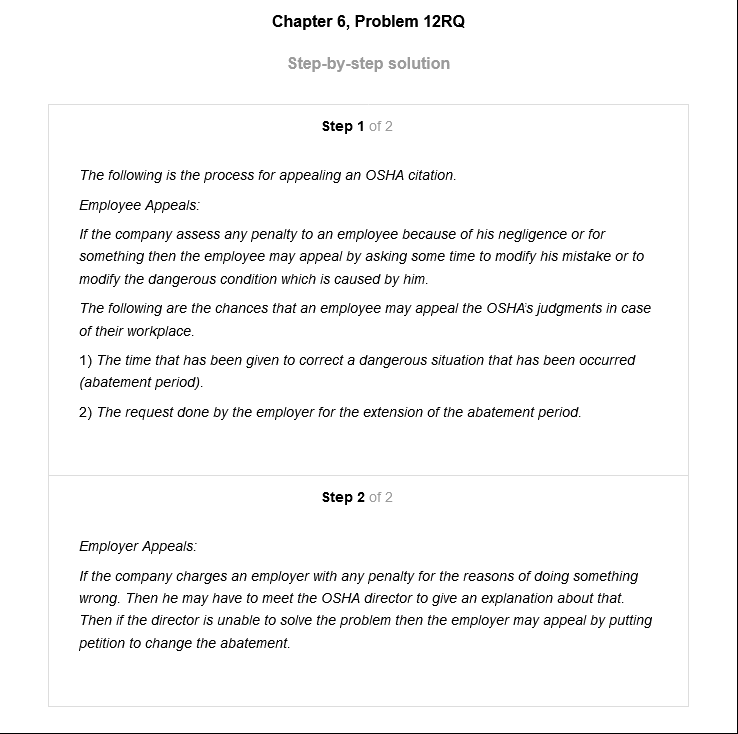 Chapter 6, Problem 12RQ
Step-by-step solution
Step 1 of 2
The following is the process for appealing an OSHA citation.
Employee Appeals:
If the company assess any penalty to an employee because of his negligence or for
something then the employee may appeal by asking some time to modify his mistake or to
modify the dangerous condition which is caused by him.
The following are the chances that an employee may appeal the OSHA's judgments in case
of their workplace.
1) The time that has been given to correct a dangerous situation that has been occurred
(abatement period).
2) The request done by the employer for the extension of the abatement period.
Step 2 of 2
Employer Appeals:
If the company charges an employer with any penalty for the reasons of doing something
wrong. Then he may have to meet the OSHA director to give an explanation about that.
Then if the director is unable to solve the problem then the employer may appeal by putting
petition to change the abatement.